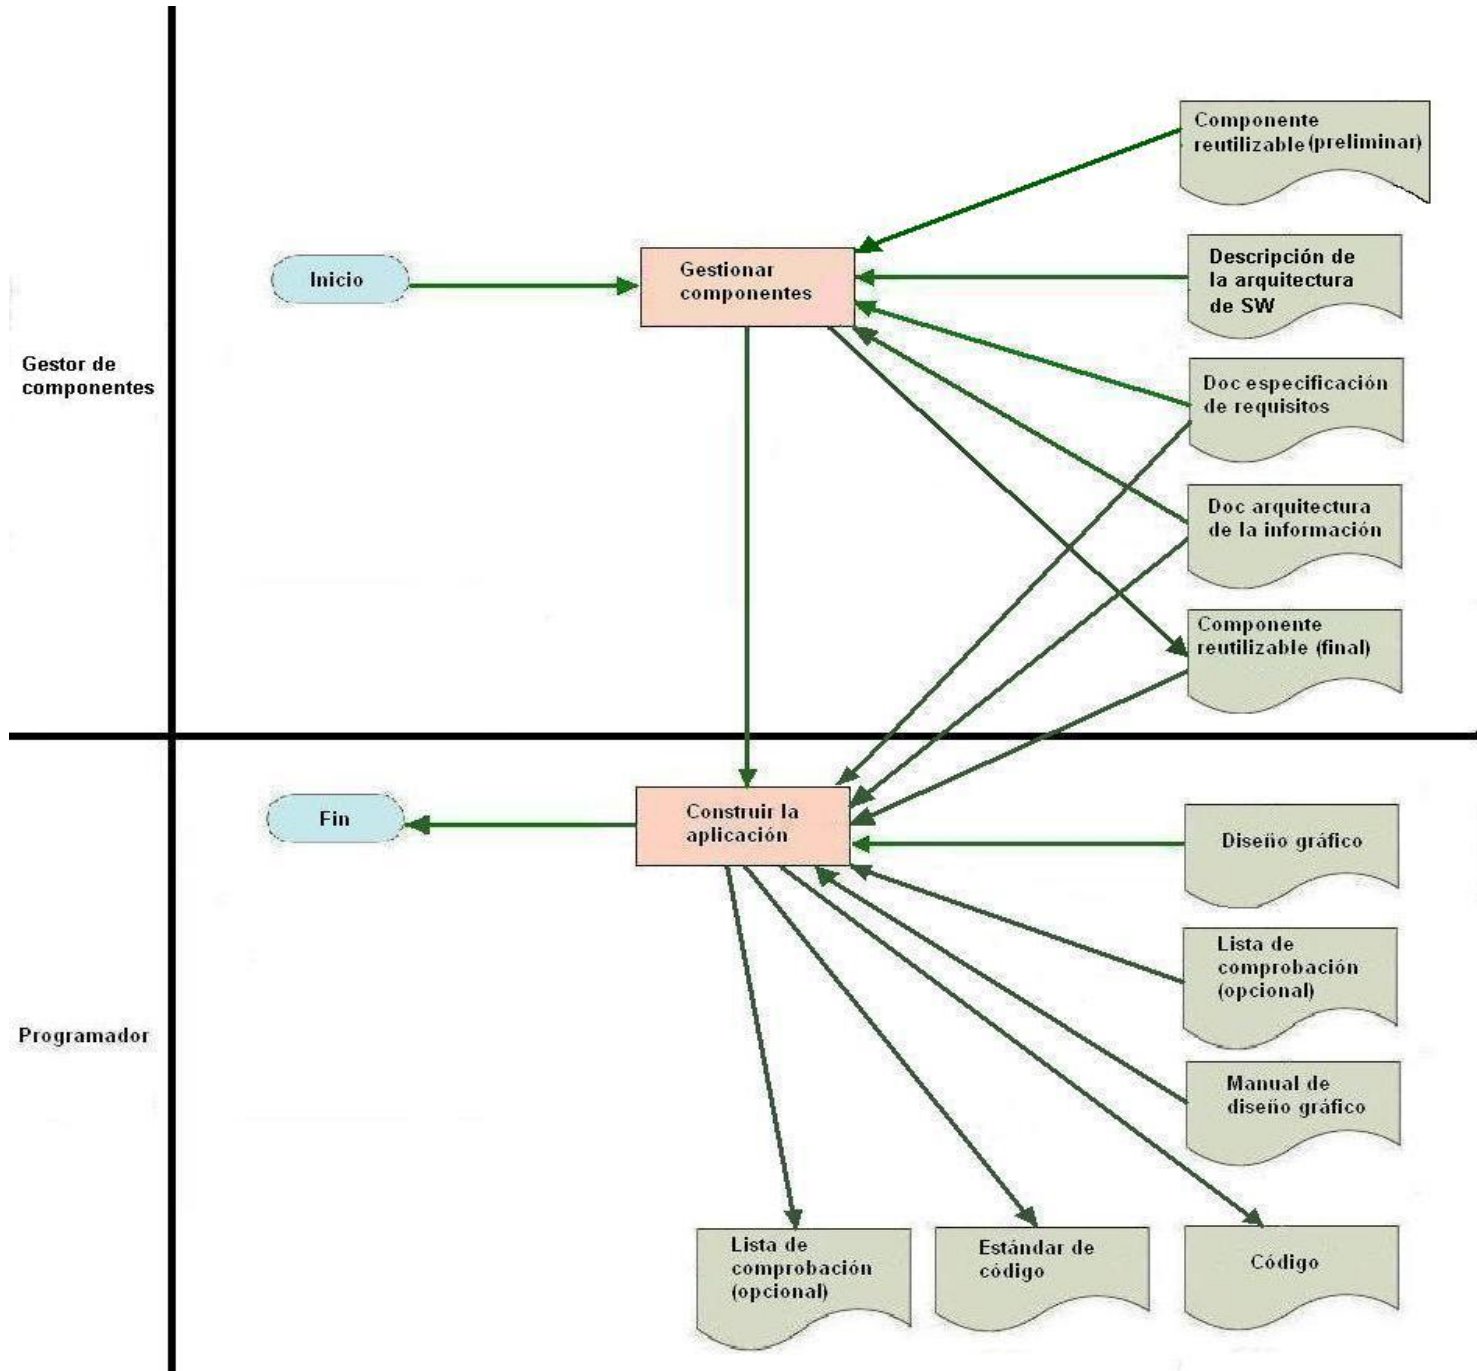 Componente
reutilizable (preliminar)
Inicio
Gestionar
componentes
Descripción de
la arquitectura
de SW
Gestor de
componentes
Doc especificación
de requisitos
Doc arquitectura
de la información
Componente
reutilizable (final)
Fin
Construir la
aplicación
Diseño gráfico
Lista de
comprobación
(opcional)
Programador
Manual de
diseño gráfico
Lista de
comprobación
(opcional)
Estándar de
código
Código